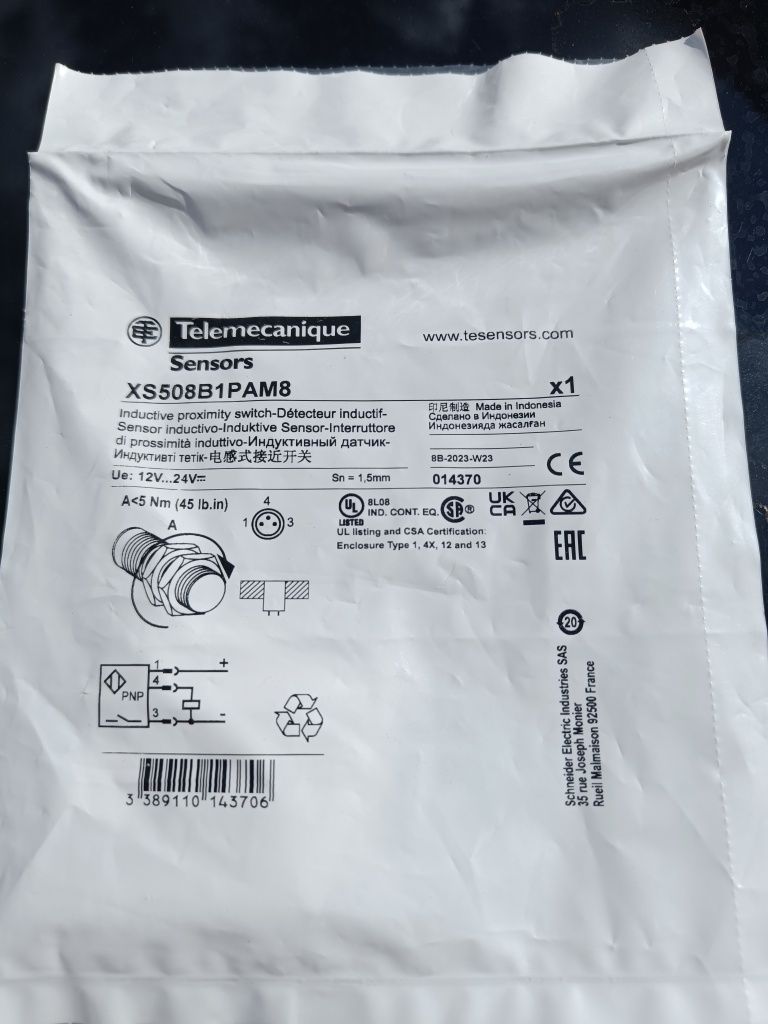 Telemecanique
Sensors
www.tesensors.com
XS508B1PAM8
x1
Inductive proximity switch-Détecteur inductif-
Sensor inductivo-Induktive Sensor-Interruttore
di prossimità induttivo-Индуктивный датчик-
Индуктивті тетік-电感式接近开关
印尼制造 Made in Indonesia
Сделано в Индонезии
Индонезияда жасалған
8B-2023-W23
CE
Ue: 12V...24V⎓
Sn = 1,5mm
014370
A<5 Nm (45 lb.in)
A
4
1
3
UL
LISTED
8L08
IND. CONT. EQ.
SA®
UK
CA
UL listing and CSA Certification:
Enclosure Type 1, 4X, 12 and 13
EAC
20
Schneider Electric Industries SAS
35 rue Joseph Monier
Rueil Malmaison 92500 France
PNP
1
+
4
3
-
3 389110 143706